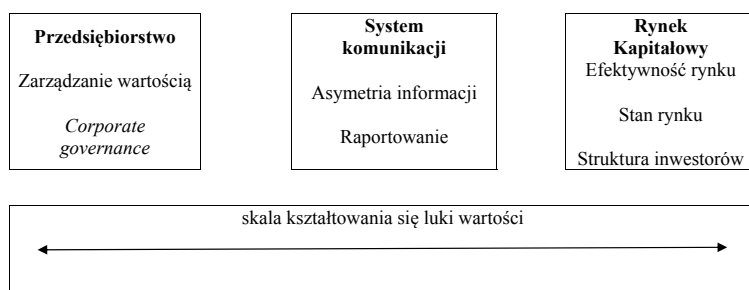 Przedsiębiorstwo
Zarządzanie wartością
Corporate
governance
System
komunikacji
Asymetria informacji
Raportowanie
Rynek
Kapitałowy
Efektywność rynku
Stan rynku
Struktura inwestorów
skala kształtowania się luki wartości